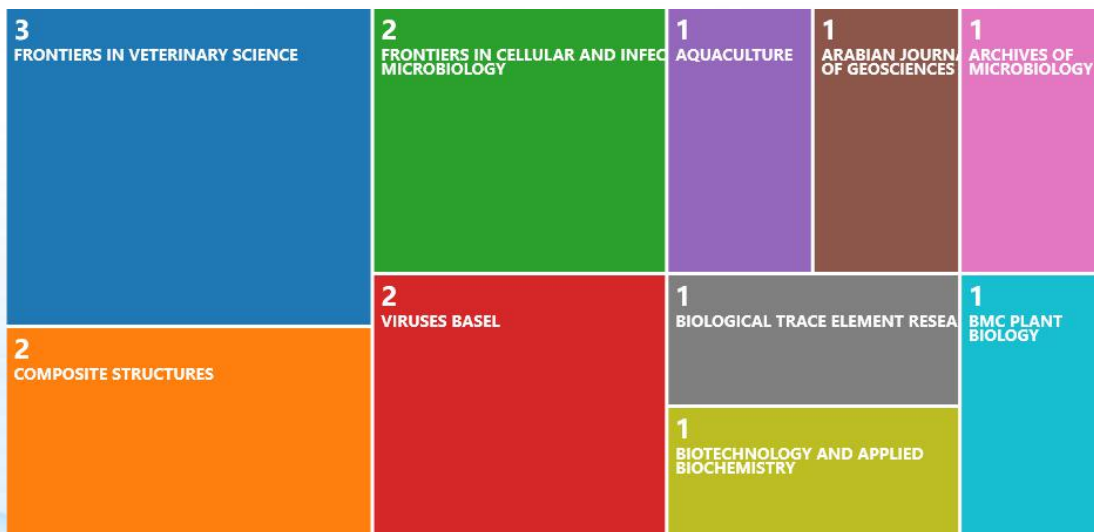 3
FRONTIERS IN VETERINARY SCIENCE
2
COMPOSITE STRUCTURES
2
FRONTIERS IN CELLULAR AND INFEC
MICROBIOLOGY
2
VIRUSES BASEL
1
AQUACULTURE
1
ARABIAN JOURNA
OF GEOSCIENCES
1
ARCHIVES OF
MICROBIOLOGY
1
BIOLOGICAL TRACE ELEMENT RESEA
1
BIOTECHNOLOGY AND APPLIED
BIOCHEMISTRY
1
BMC PLANT
BIOLOGY